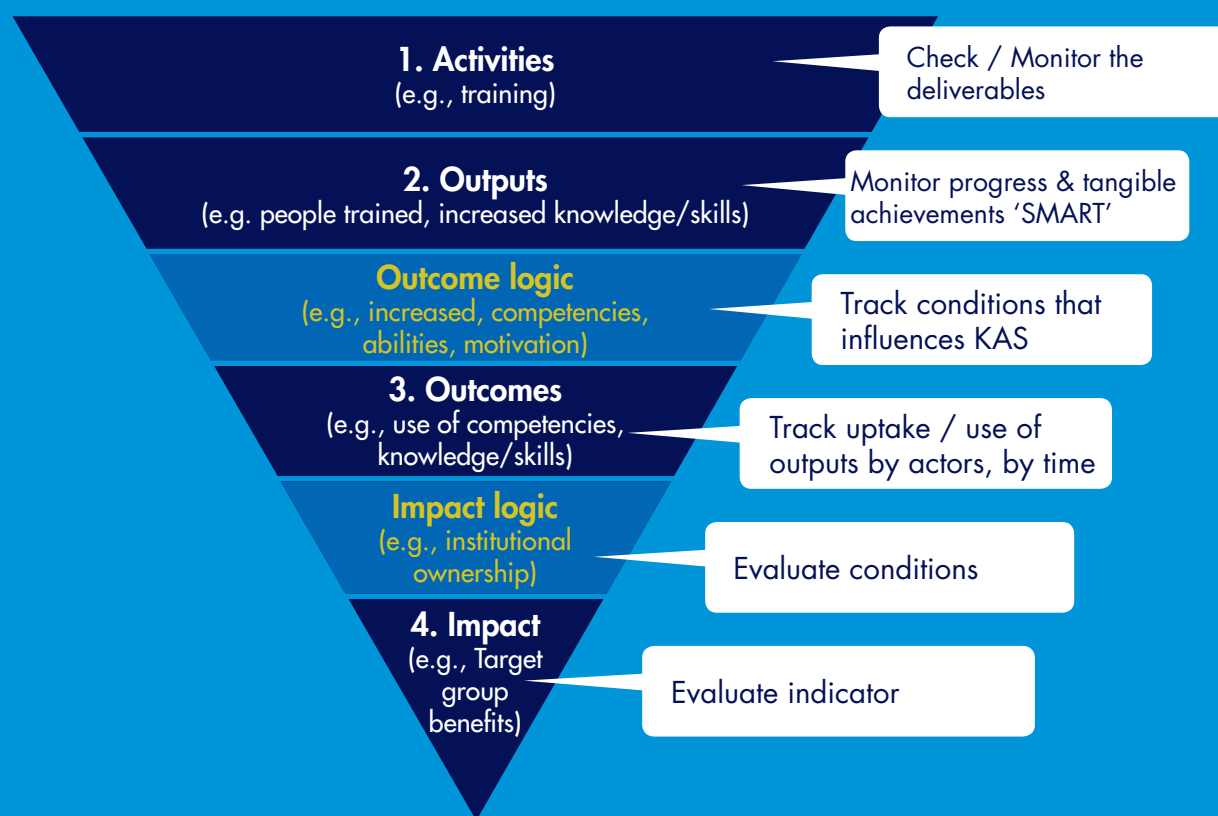 1. Activities
(e.g., training)
Check / Monitor the
deliverables
2. Outputs
(e.g. people trained, increased knowledge/skills)
Monitor progress & tangible
achievements ‘SMART’
Outcome logic
(e.g., increased, competencies,
abilities, motivation)
Track conditions that
influences KAS
3. Outcomes
(e.g., use of competencies,
knowledge/skills)
Track uptake / use of
outputs by actors, by time
Impact logic
(e.g., institutional
ownership)
Evaluate conditions
4. Impact
(e.g., Target
group
benefits)
Evaluate indicator